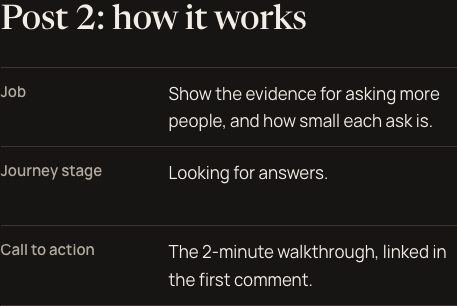 Post 2: how it works
Job
Show the evidence for asking more
people, and how small each ask is.
Journey stage
Looking for answers.
Call to action
The 2-minute walkthrough, linked in
the first comment.